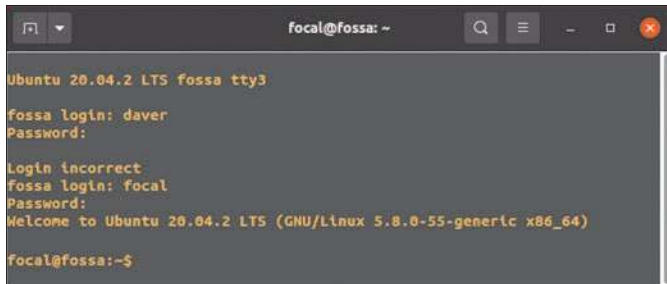 focal@fossa: ~
Ubuntu 20.04.2 LTS fossa tty3
fossa login: daver
Password:
Login incorrect
fossa login: focal
Password:
Welcome to Ubuntu 20.04.2 LTS (GNU/Linux 5.8.0-55-generic x86_64)
focal@fossa:~$